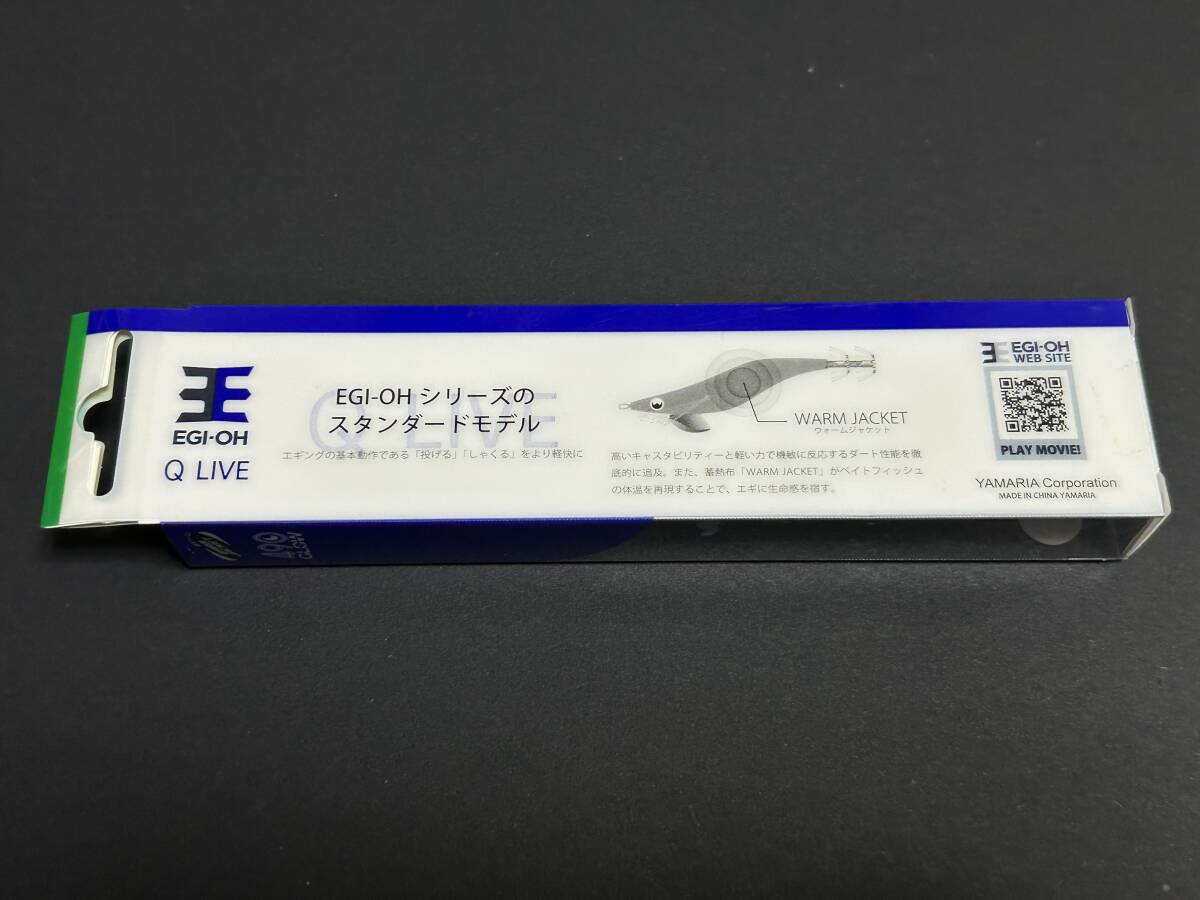 EGI-OH
Q LIVE
Q LIVE
EGI-OH シリーズの
スタンダードモデル
エギングの基本動作である「投げる」「しゃくる」をより軽快に
WARM JACKET
ウォームジャケット
高いキャスタビリティーと軽い力で機敏に反応するダート性能を徹
底的に追及。また、蓄熱布「WARM JACKET」がベイトフィッシュ
の体温を再現することで、エギに生命感を宿す。
EGI-OH
WEB SITE
PLAY MOVIE!
YAMARIA Corporation
MADE IN CHINA YAMARIA
490
GLOW